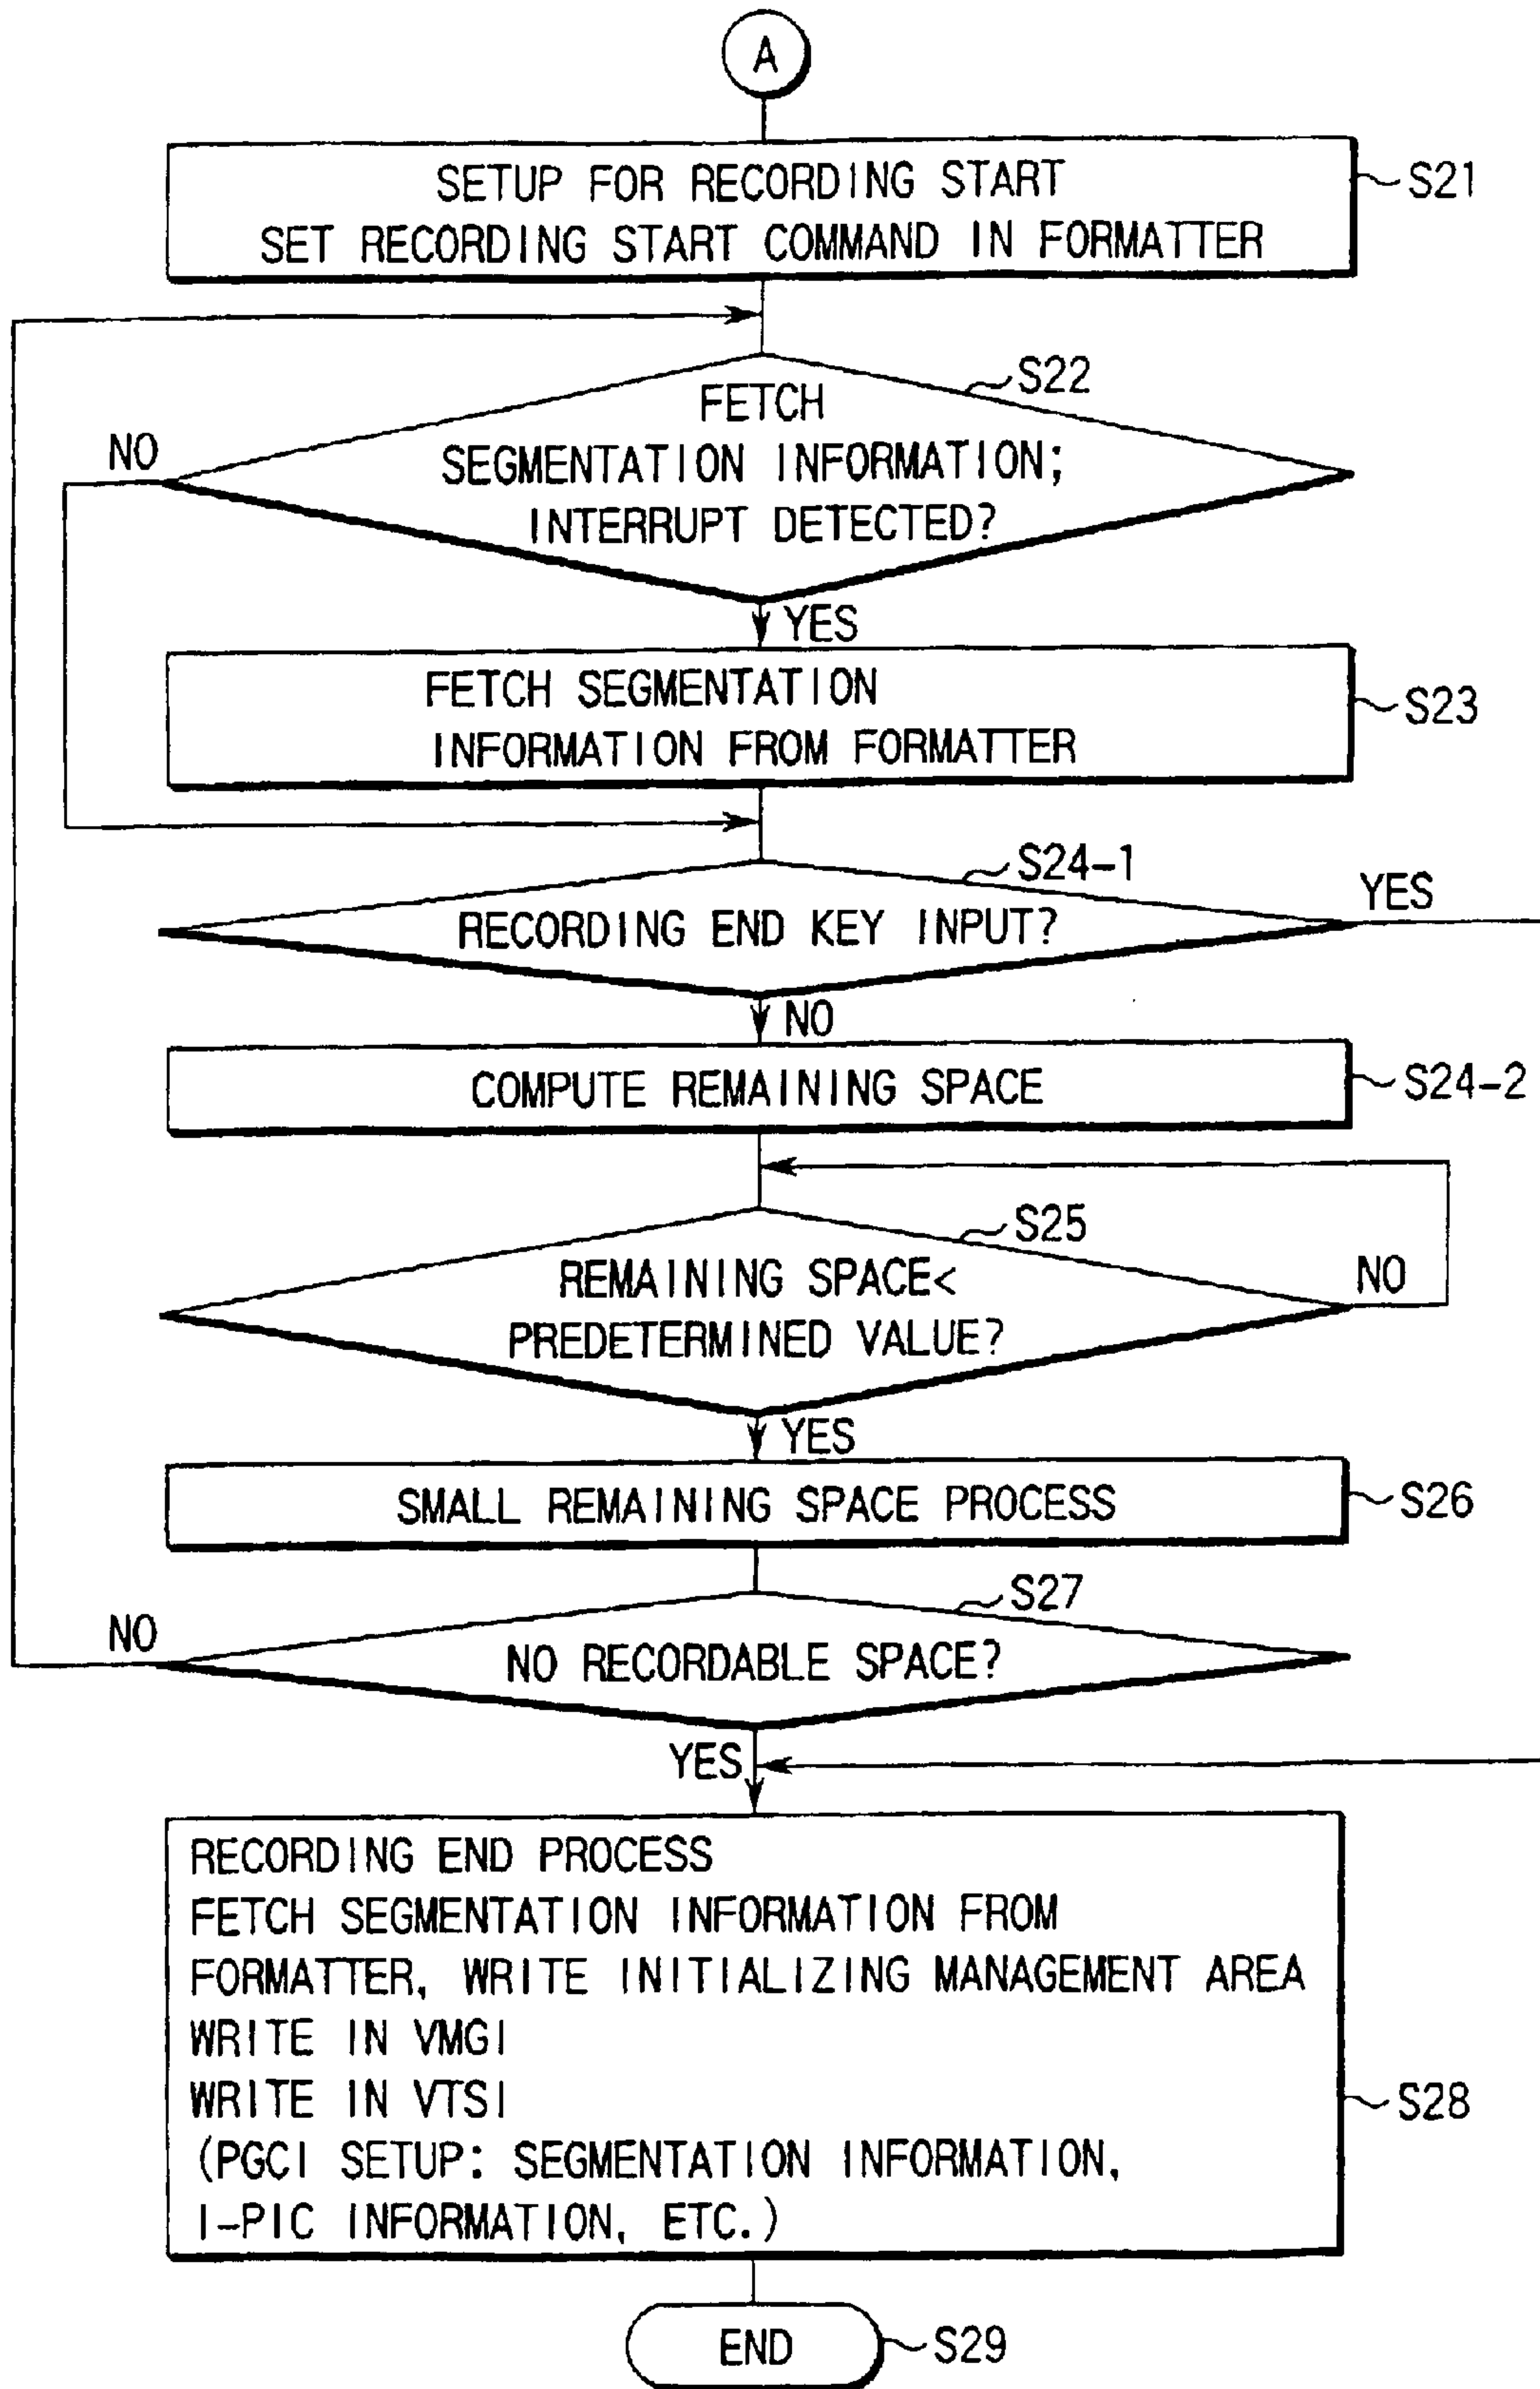 A
SETUP FOR RECORDING START
SET RECORDING START COMMAND IN FORMATTER
S21
S22
FETCH
SEGMENTATION INFORMATION;
INTERRUPT DETECTED?
NO
YES
FETCH SEGMENTATION
INFORMATION FROM FORMATTER
S23
S24-1
RECORDING END KEY INPUT?
YES
NO
COMPUTE REMAINING SPACE
S24-2
S25
REMAINING SPACE<
PREDETERMINED VALUE?
NO
YES
SMALL REMAINING SPACE PROCESS
S26
S27
NO RECORDABLE SPACE?
NO
YES
RECORDING END PROCESS
FETCH SEGMENTATION INFORMATION FROM
FORMATTER, WRITE INITIALIZING MANAGEMENT AREA
WRITE IN VMGI
WRITE IN VTSI
(PGCI SETUP: SEGMENTATION INFORMATION,
I-PIC INFORMATION, ETC.)
S28
END
S29